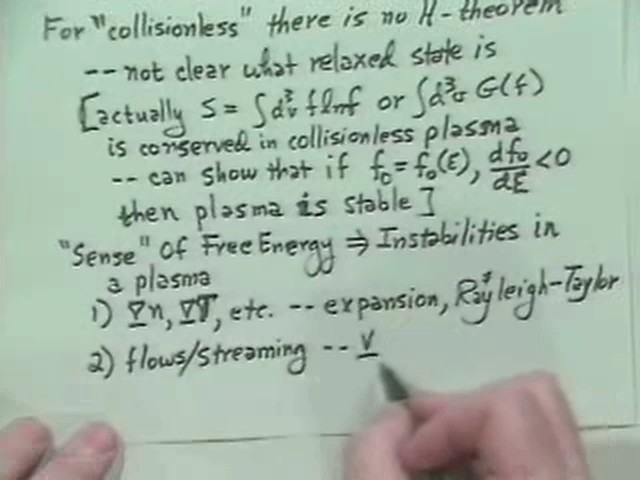 For "collisionless" there is no H-theorem
-- not clear what relaxed state is
[actually S = ∫d³v f ln f or ∫d³v G(f)
is conserved in collisionless plasma
-- can show that if f₀ = f₀(E), df₀/dE < 0
then plasma is stable]
"Sense" of Free Energy ⇒ Instabilities in
a plasma
1) ∇n, ∇T, etc. -- expansion, Rayleigh-Taylor
2) flows/streaming -- V